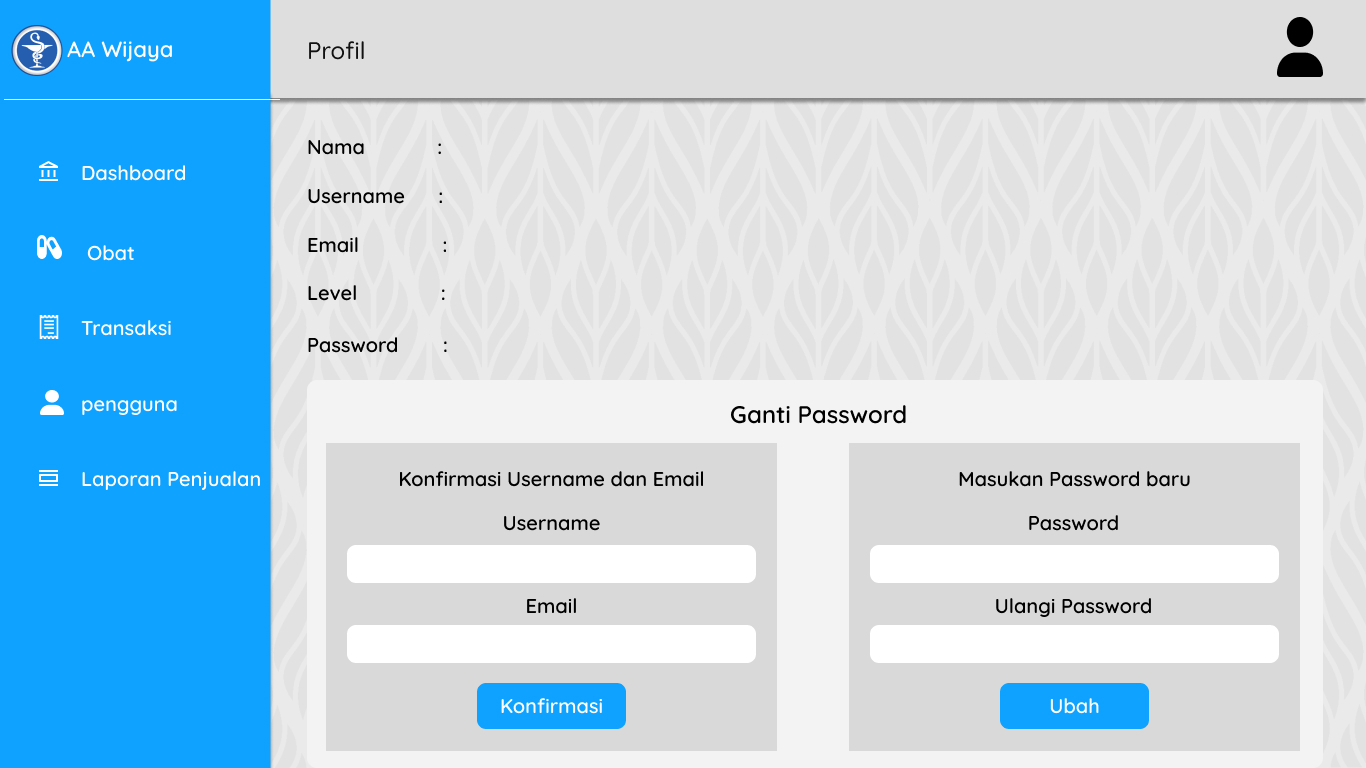 AA Wijaya
Profil
Dashboard
Obat
Transaksi
pengguna
Laporan Penjualan
Nama :
Username :
Email :
Level :
Password :
Ganti Password
Konfirmasi Username dan Email
Username
Email
Konfirmasi
Masukan Password baru
Password
Ulangi Password
Ubah